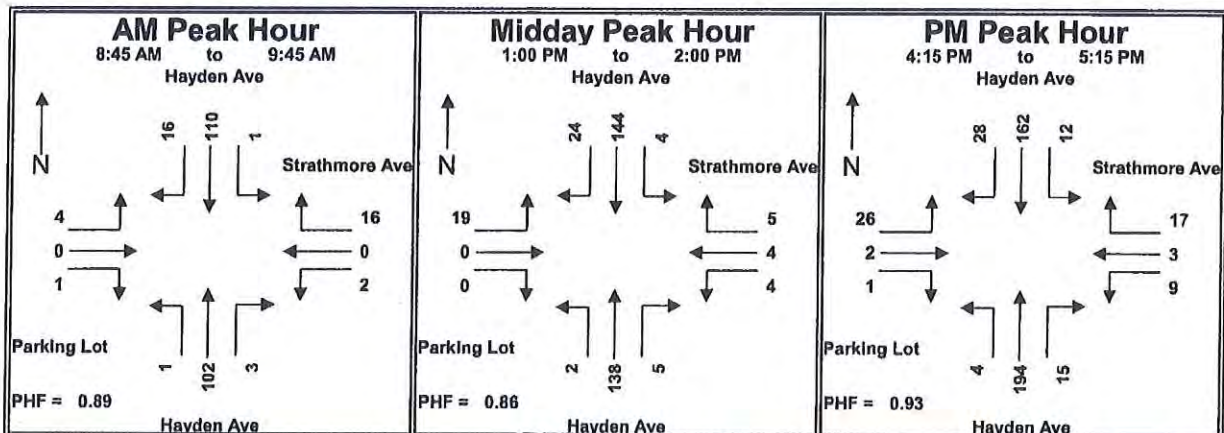 AM Peak Hour
8:45 AM to 9:45 AM
Hayden Ave
16 110 1
N
Strathmore Ave
4 16
0 0
1 2
Parking Lot
1 102 3
PHF = 0.89
Hayden Ave
Midday Peak Hour
1:00 PM to 2:00 PM
Hayden Ave
24 144 4
N
Strathmore Ave
19 5
0 4
0 4
Parking Lot
2 138 5
PHF = 0.86
Hayden Ave
PM Peak Hour
4:15 PM to 5:15 PM
Hayden Ave
28 162 12
N
Strathmore Ave
26 17
2 3
1 9
Parking Lot
4 194 15
PHF = 0.93
Hayden Ave